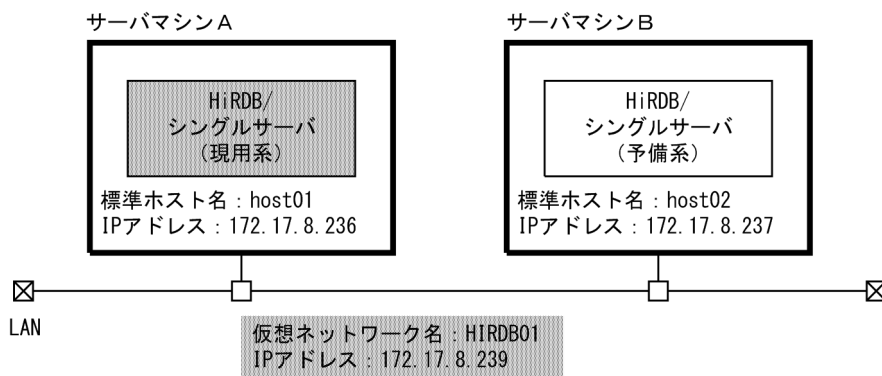 サーバマシンA
サーバマシンB
HiRDB/
シングルサーバ
(現用系)
HiRDB/
シングルサーバ
(予備系)
標準ホスト名:host01
IPアドレス:172.17.8.236
標準ホスト名:host02
IPアドレス:172.17.8.237
LAN
仮想ネットワーク名:HIRDB01
IPアドレス:172.17.8.239